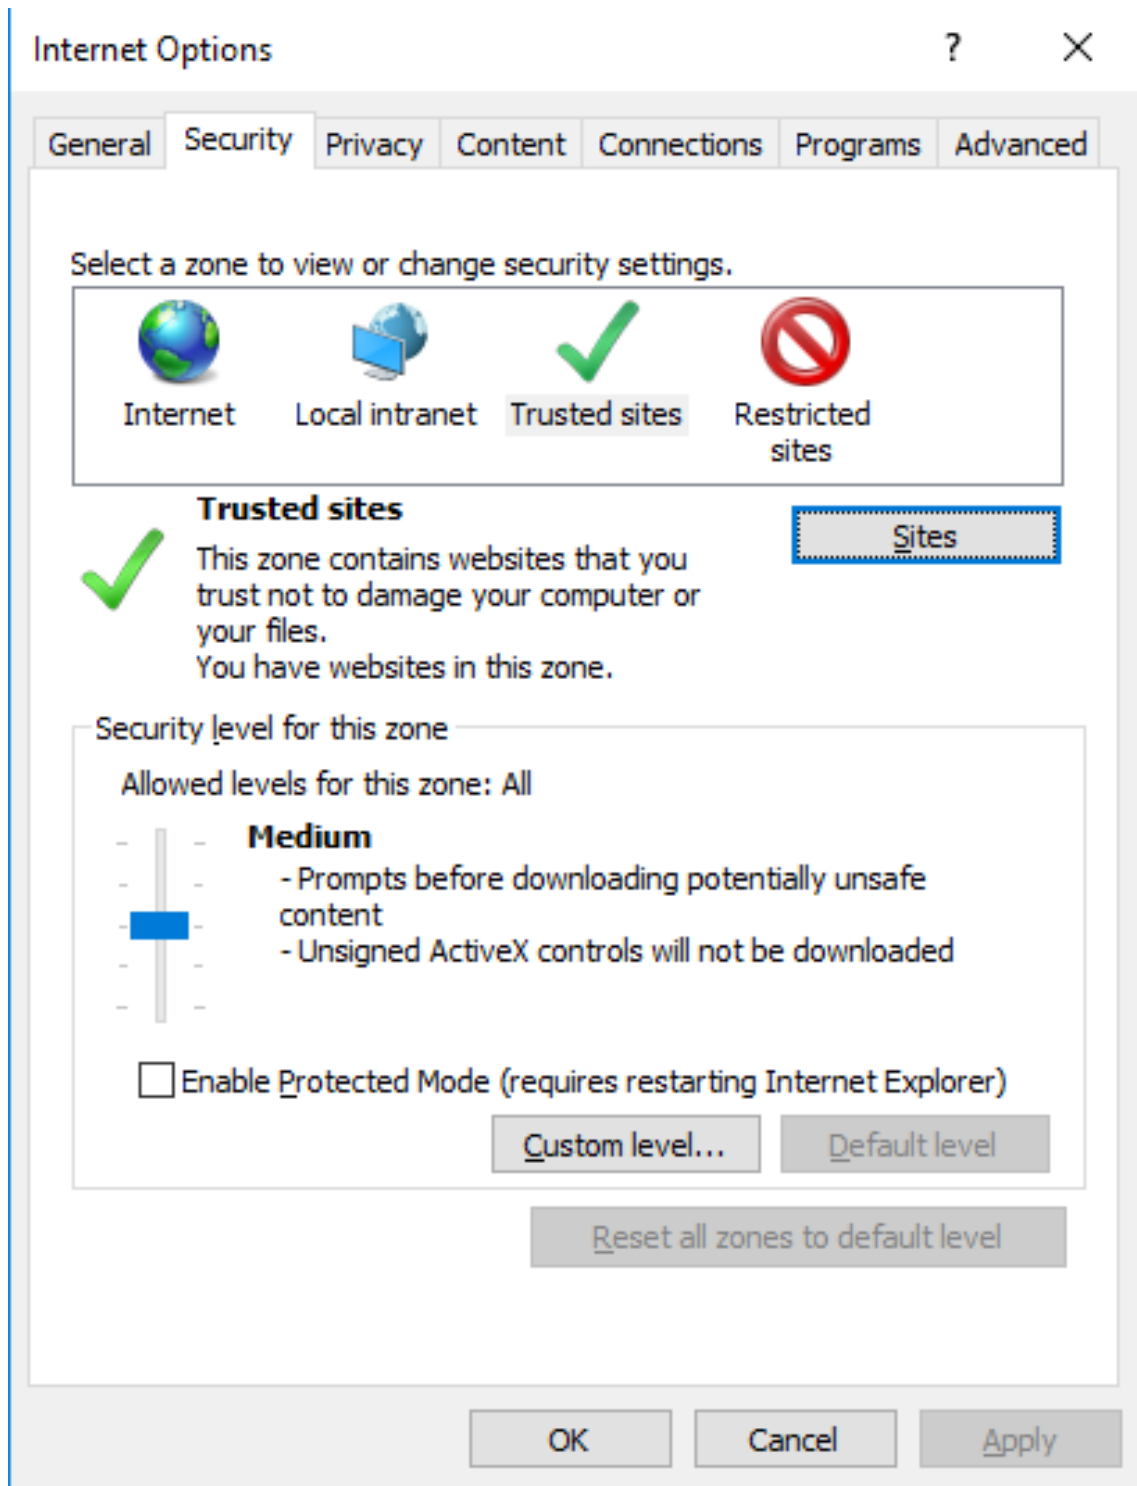 Internet Options
?
General Security Privacy Content Connections Programs Advanced
Select a zone to view or change security settings.
Internet
Local intranet
Trusted sites
Restricted
sites
Trusted sites
Sites
This zone contains websites that you
trust not to damage your computer or
your files.
You have websites in this zone.
Security level for this zone
Allowed levels for this zone: All
Medium
- Prompts before downloading potentially unsafe
content
- Unsigned ActiveX controls will not be downloaded
Enable Protected Mode (requires restarting Internet Explorer)
Custom level...
Default level
Reset all zones to default level
OK
Cancel
Apply